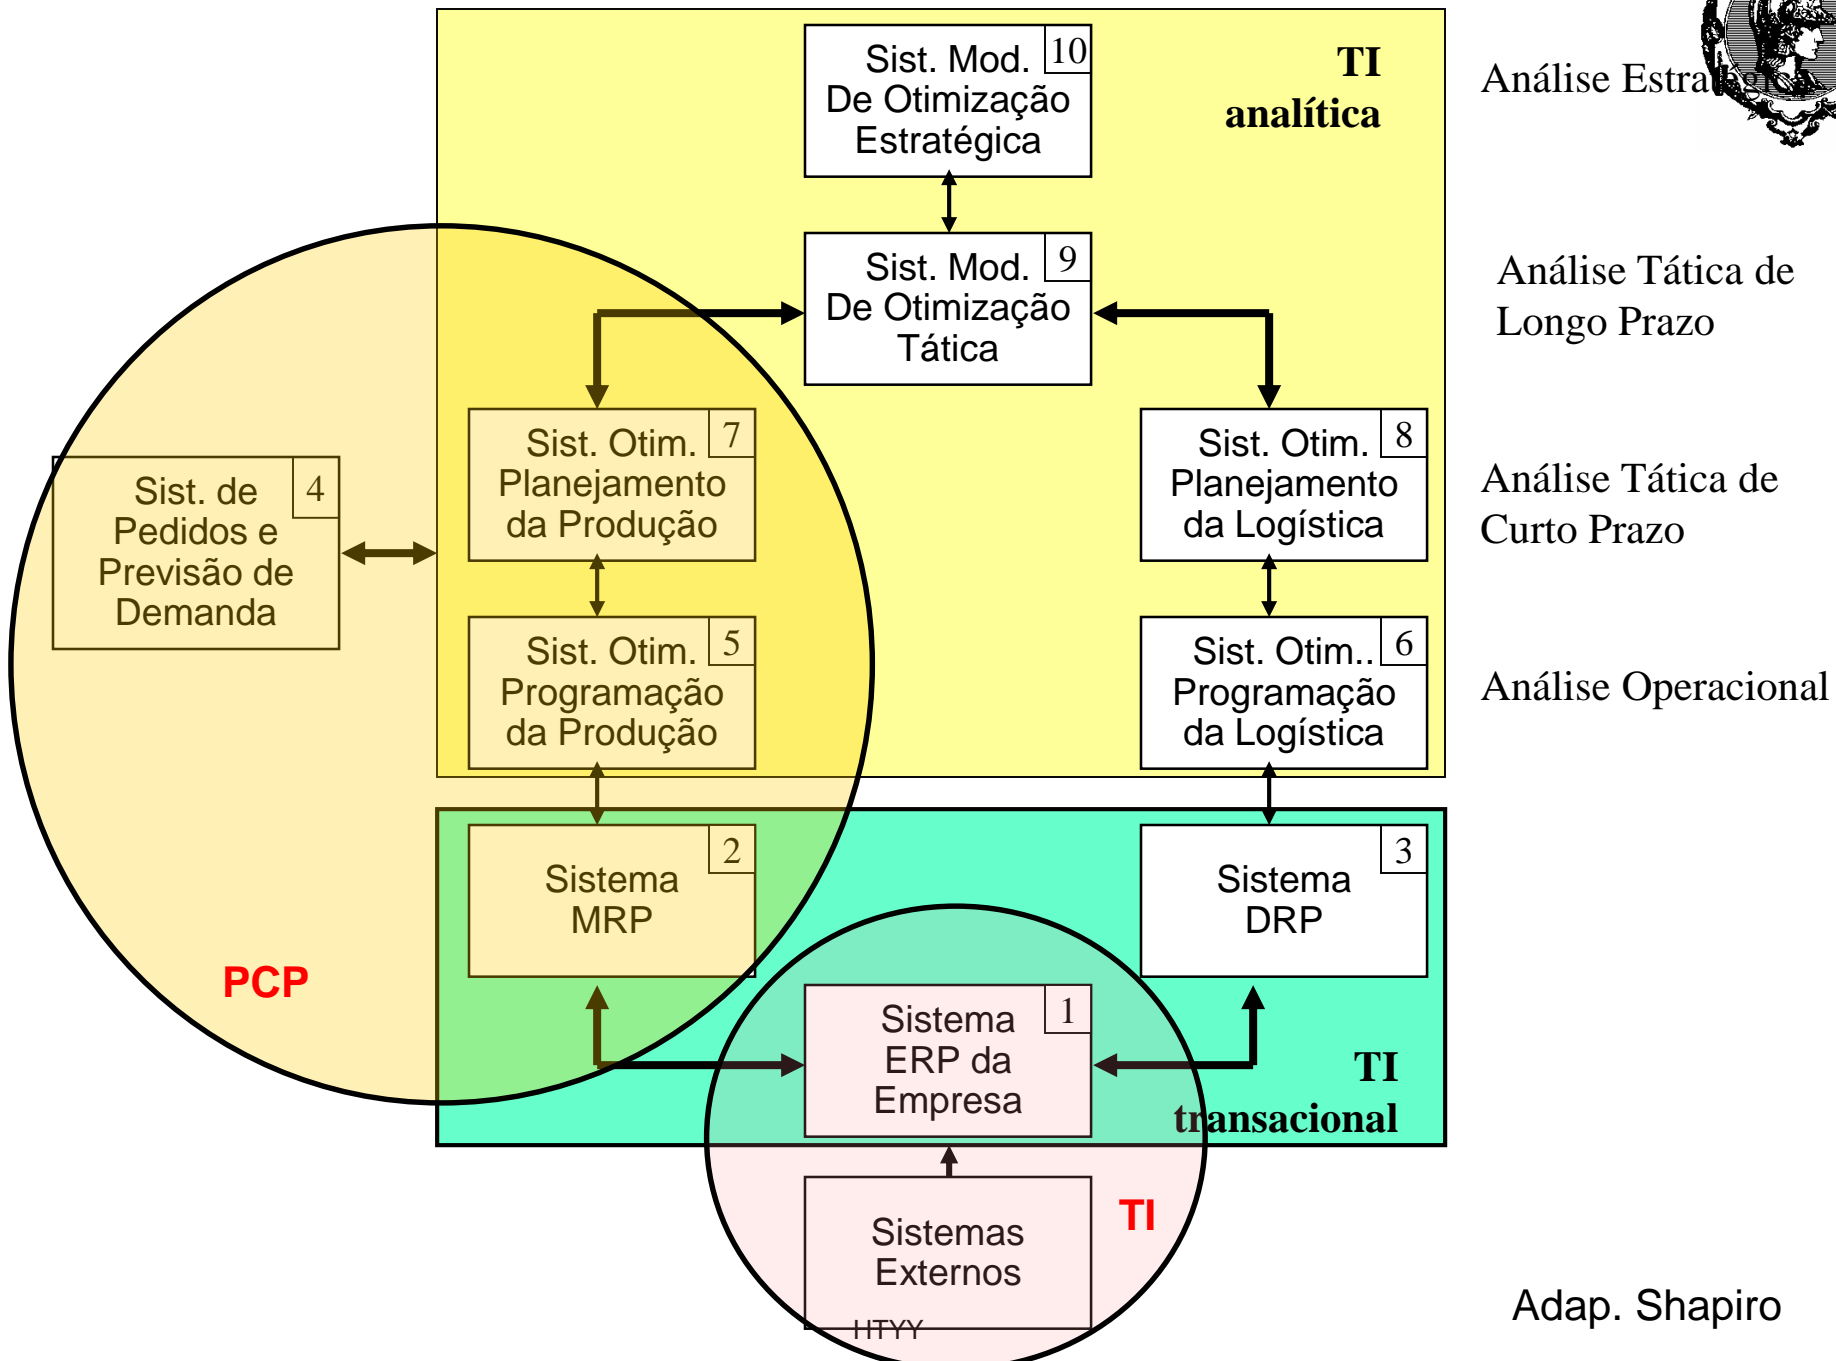 10
Sist. Mod.
De Otimização
Estratégica
TI
analítica
Análise Estratégica
9
Sist. Mod.
De Otimização
Tática
Análise Tática de
Longo Prazo
4
Sist. de
Pedidos e
Previsão de
Demanda
7
Sist. Otim.
Planejamento
da Produção
8
Sist. Otim.
Planejamento
da Logística
Análise Tática de
Curto Prazo
5
Sist. Otim.
Programação
da Produção
6
Sist. Otim..
Programação
da Logística
Análise Operacional
2
Sistema
MRP
3
Sistema
DRP
PCP
1
Sistema
ERP da
Empresa
TI
transacional
Sistemas
Externos
TI
HTYY
Adap. Shapiro